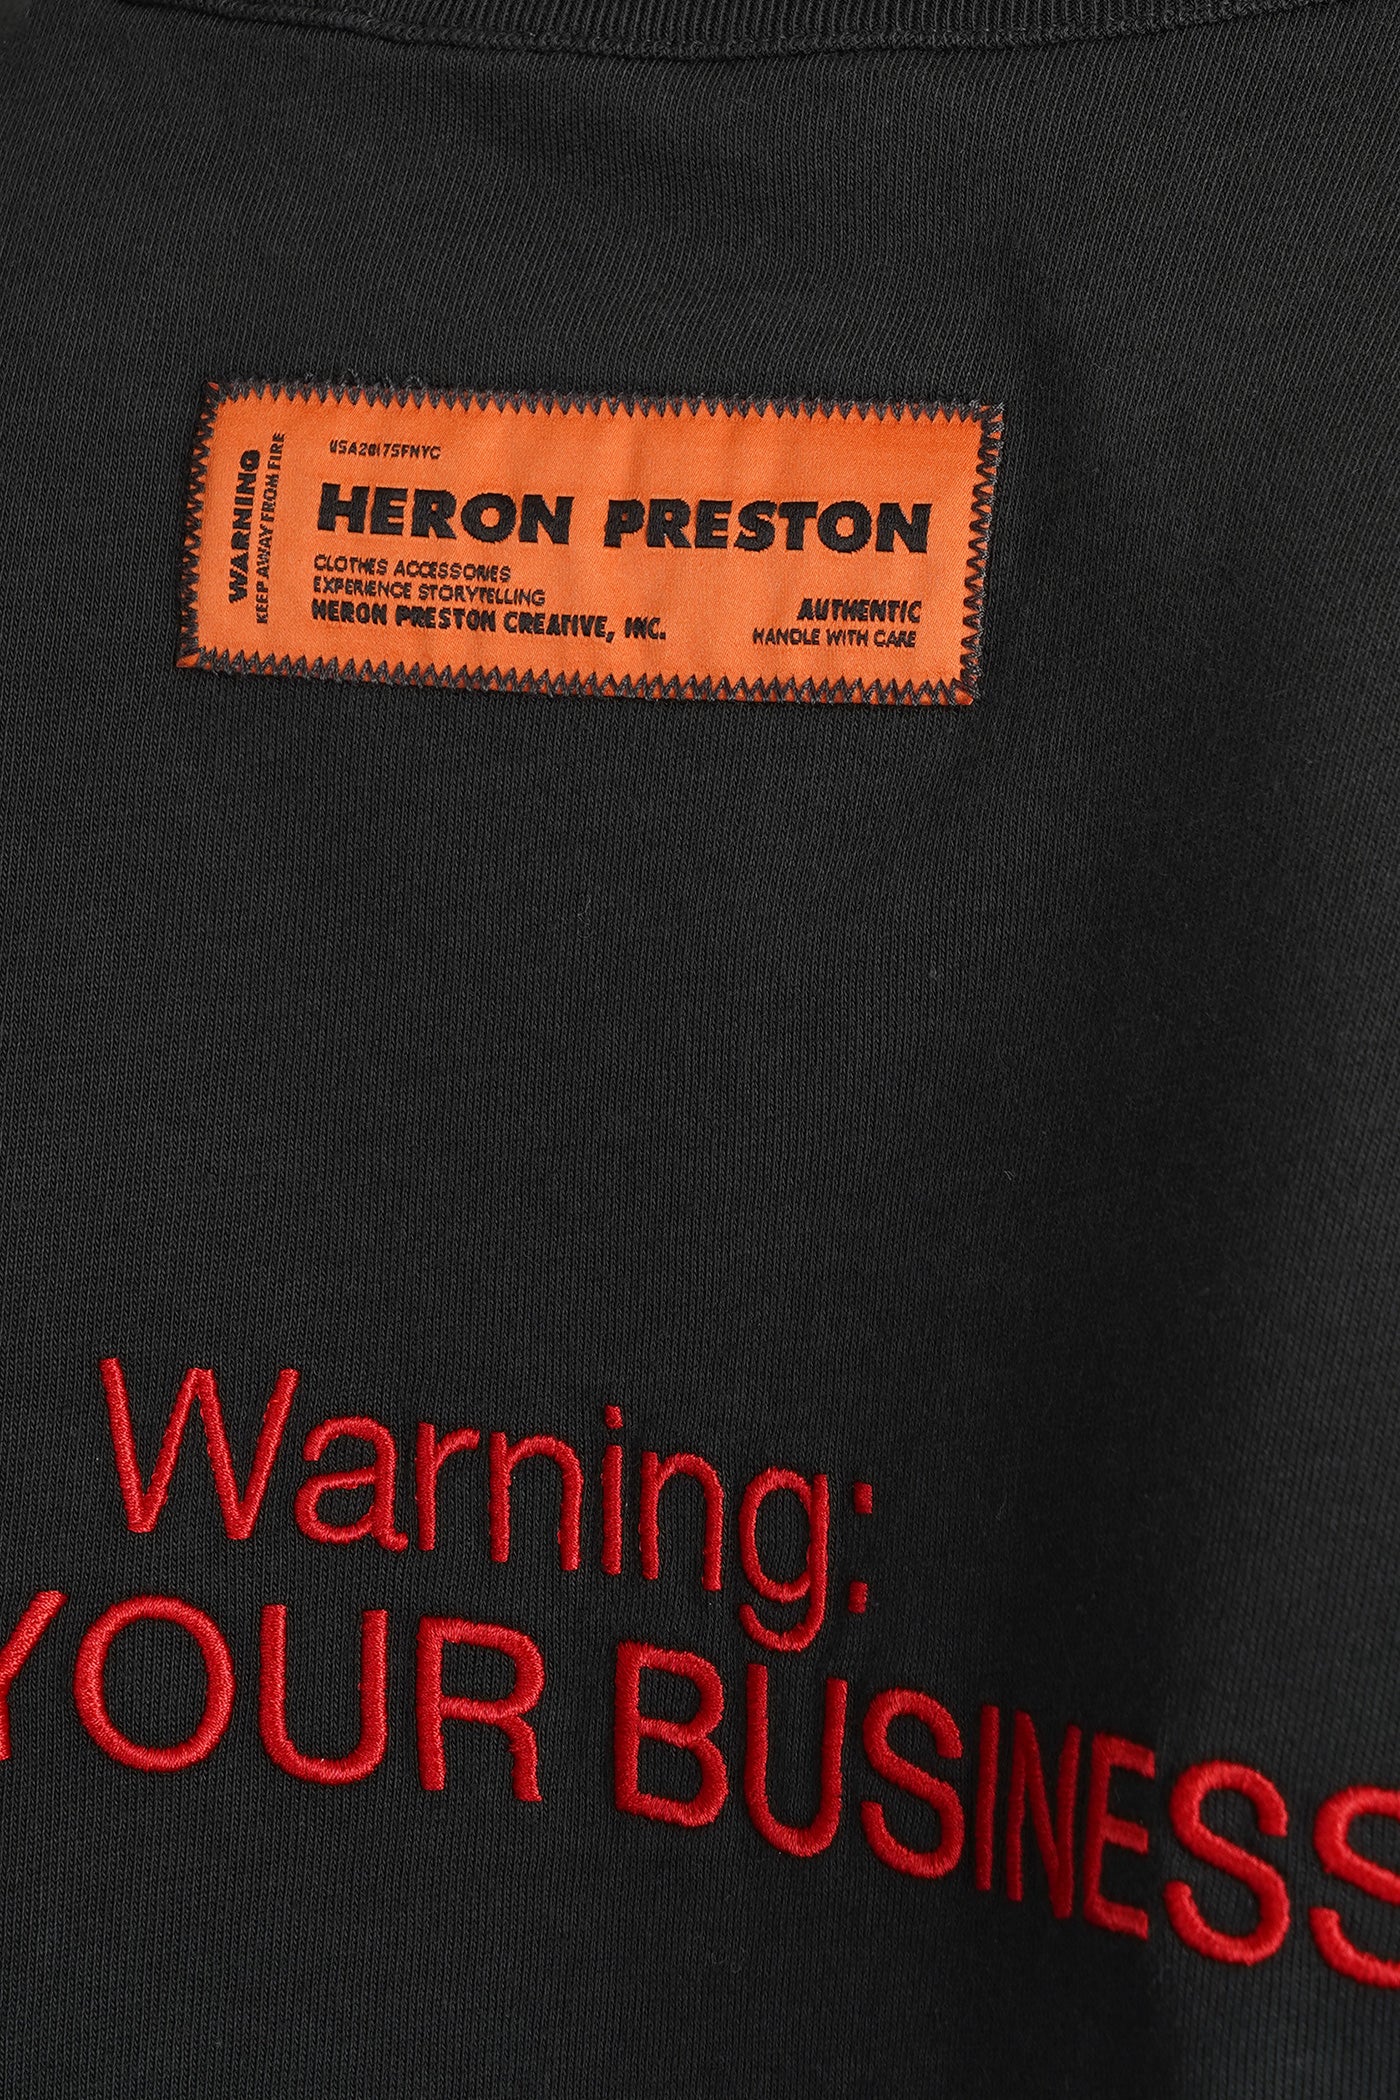 USA2017SFNYC
WARNING
KEEP AWAY FROM FIRE
HERON PRESTON
CLOTHES ACCESSORIES
EXPERIENCE STORYTELLING
HERON PRESTON CREATIVE, INC.
AUTHENTIC
HANDLE WITH CARE
Warning:
YOUR BUSINESS